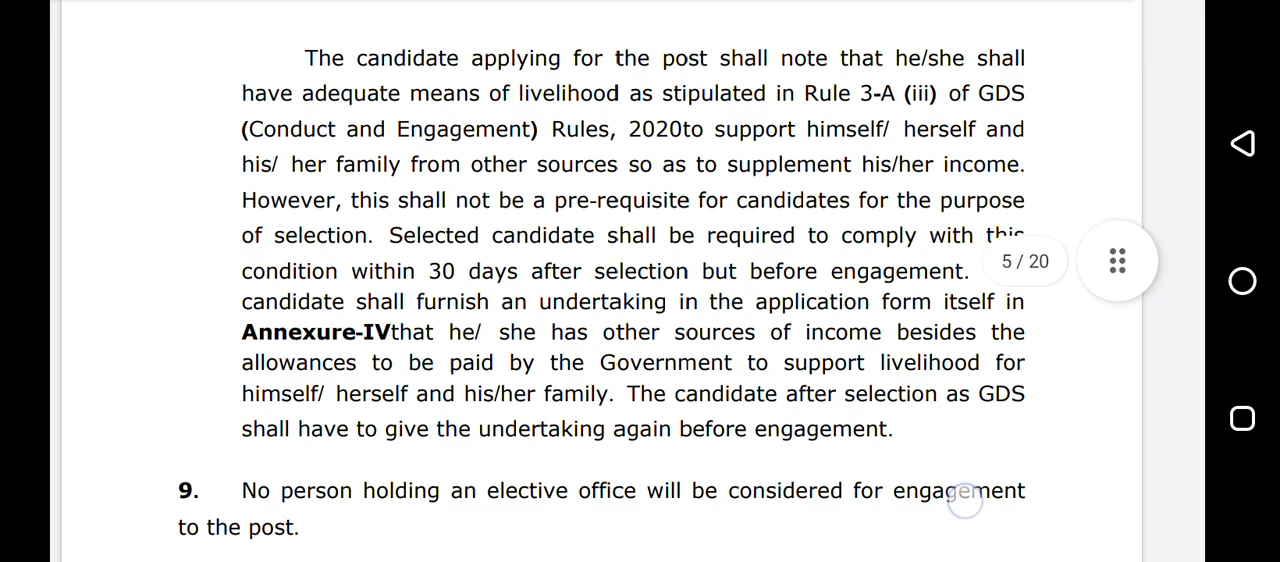 The candidate applying for the post shall note that he/she shall
have adequate means of livelihood as stipulated in Rule 3-A (iii) of GDS
(Conduct and Engagement) Rules, 2020to support himself/ herself and
his/ her family from other sources so as to supplement his/her income.
However, this shall not be a pre-requisite for candidates for the purpose
of selection. Selected candidate shall be required to comply with this
condition within 30 days after selection but before engagement.
5 / 20
candidate shall furnish an undertaking in the application form itself in
Annexure-IVthat he/ she has other sources of income besides the
allowances to be paid by the Government to support livelihood for
himself/ herself and his/her family. The candidate after selection as GDS
shall have to give the undertaking again before engagement.
9. No person holding an elective office will be considered for engagement
to the post.